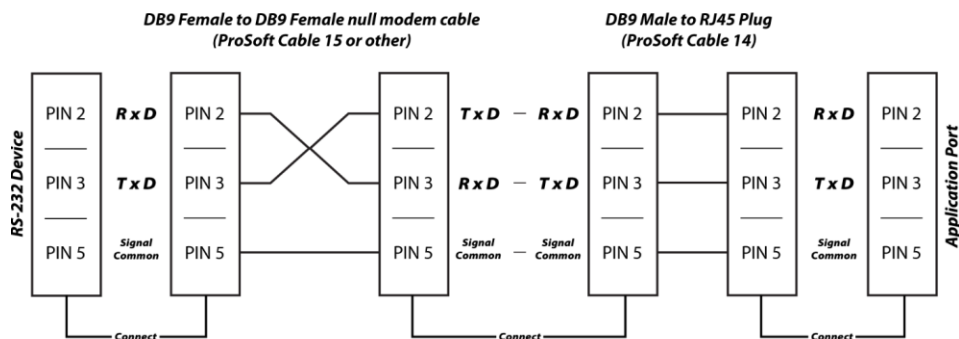 DB9 Female to DB9 Female null modem cable
(ProSoft Cable 15 or other)
DB9 Male to RJ45 Plug
(ProSoft Cable 14)
RS-232 Device
PIN 2 RxD PIN 2 PIN 2 TxD — RxD PIN 2 PIN 2 RxD PIN 2
PIN 3 TxD PIN 3 PIN 3 RxD — TxD PIN 3 PIN 3 TxD PIN 3
PIN 5 Signal Common PIN 5 PIN 5 Signal Common — Signal Common PIN 5 PIN 5 Signal Common PIN 5
Application Port
Connect Connect Connect